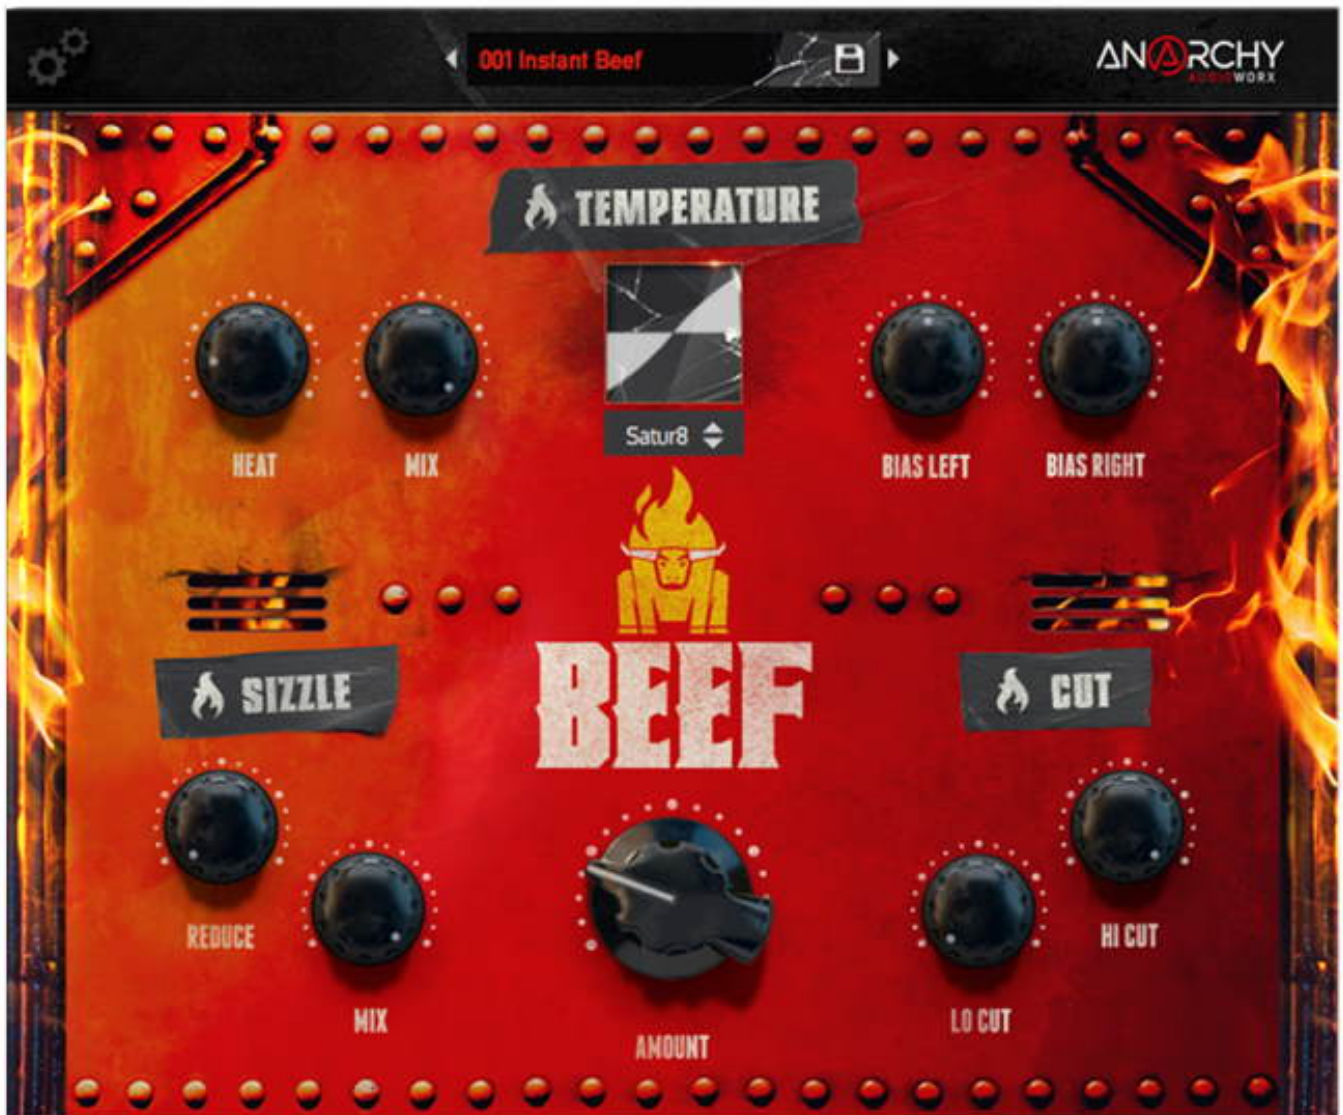 001 Instant Beef
ANARCHY
AUDIOWORX
TEMPERATURE
HEAT
MIX
Satur8
BIAS LEFT
BIAS RIGHT
BEEF
SIZZLE
CUT
REDUCE
MIX
AMOUNT
LO CUT
HI CUT